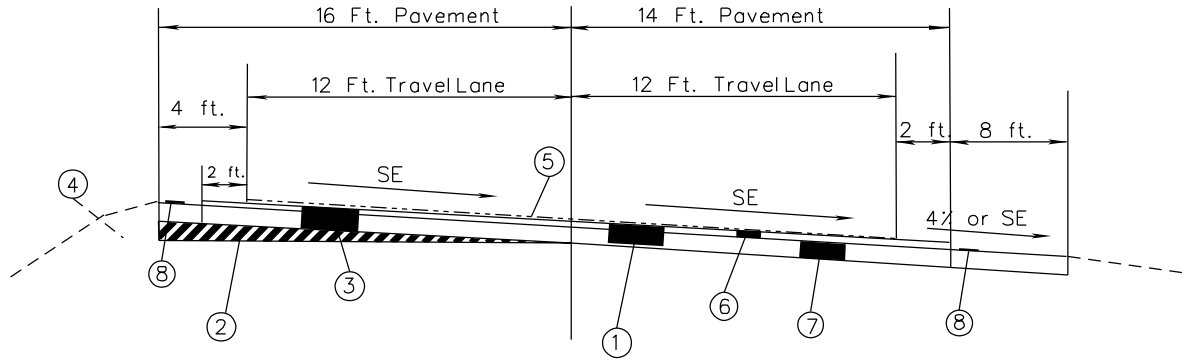 16 Ft. Pavement
14 Ft. Pavement
12 Ft. Travel Lane
12 Ft. Travel Lane
4 ft.
2 ft.
8 ft.
2 ft.
4
SE
5
SE
4% or SE
8
3
2
1
6
7
8